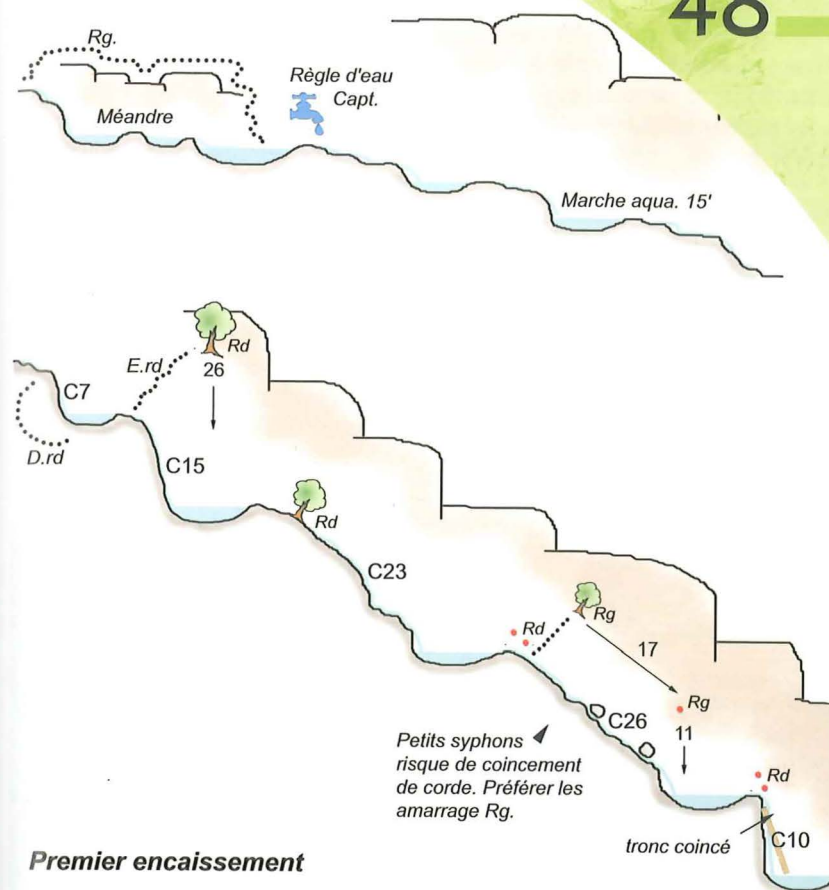 48
Rg.
Règle d'eau
Capt.
Méandre
Marche aqua. 15'
Rd
E.rd
26
C7
D.rd
C15
Rd
C23
Rg
Rd
17
Rg
C26
11
Petits syphons
risque de coincement
de corde. Préférer les
amarrage Rg.
Rd
tronc coincé
C10
Premier encaissement